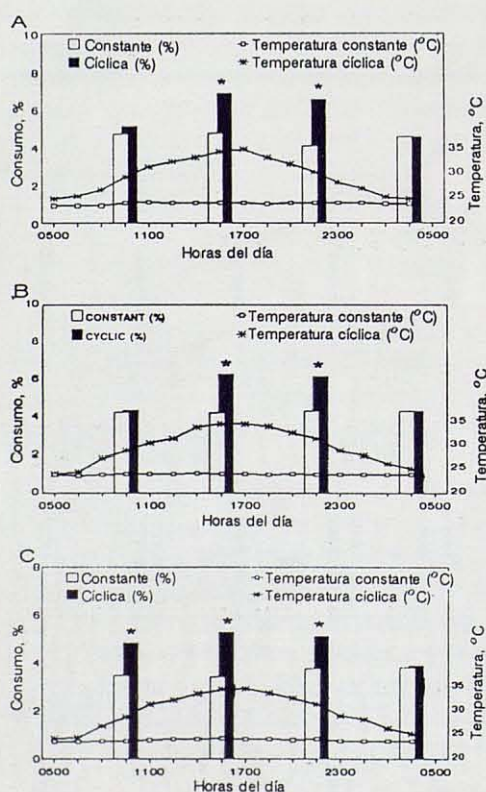 A
10
8
6
4
2
0
Consumo, %
Constante (%)
Cíclica (%)
Temperatura constante (°C)
Temperatura cíclica (°C)
*
*
35
30
25
20
Temperatura, °C
0500
1100
1700
2300
0500
Horas del día
B
10
8
6
4
2
0
Consumo, %
CONSTANT (%)
CYCLIC (%)
Temperatura constante (°C)
Temperatura cíclica (°C)
*
*
35
30
25
20
Temperatura, °C
0500
1100
1700
2300
0500
Horas del día
C
8
6
4
2
0
Consumo, %
Constante (%)
Cíclica (%)
Temperatura constante (°C)
Temperatura cíclica (°C)
*
*
*
35
30
25
20
Temperatura, °C
0500
1100
1700
2300
0500
Horas del día